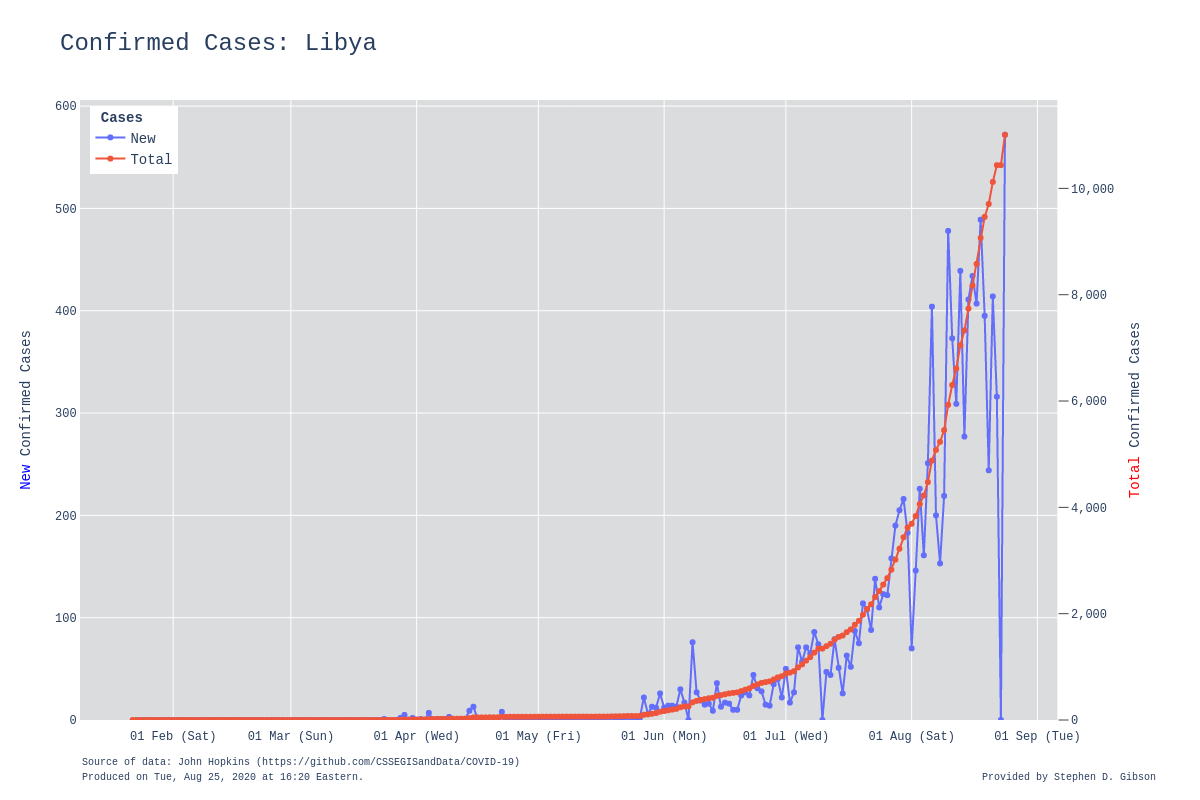 Confirmed Cases: Libya
Cases
New
Total
600
500
400
300
200
100
0
10,000
8,000
6,000
4,000
2,000
0
New Confirmed Cases
Total Confirmed Cases
01 Feb (Sat)
01 Mar (Sun)
01 Apr (Wed)
01 May (Fri)
01 Jun (Mon)
01 Jul (Wed)
01 Aug (Sat)
01 Sep (Tue)
Source of data: John Hopkins (https://github.com/CSSEGISandData/COVID-19)
Produced on Tue, Aug 25, 2020 at 16:20 Eastern.
Provided by Stephen D. Gibson